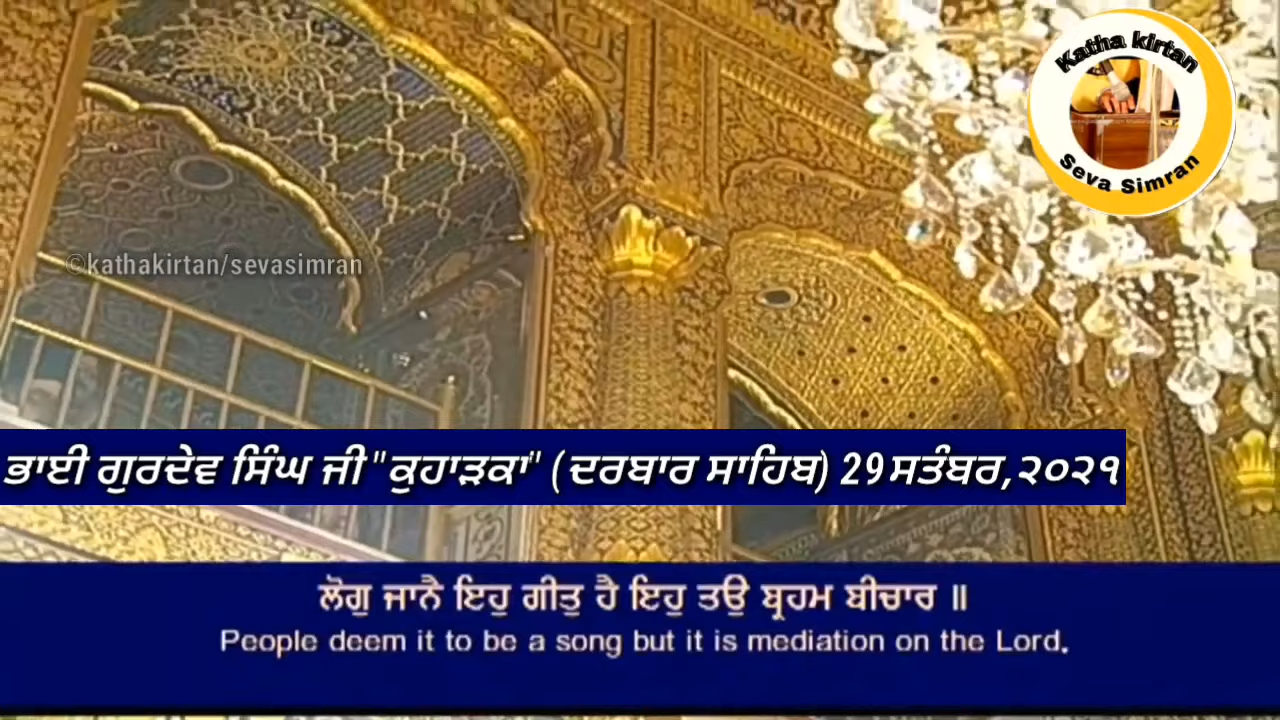 Katha kirtan
Seva Simran
©kathakirtan/sevasimran
ਭਾਈ ਗੁਰਦੇਵ ਸਿੰਘ ਜੀ "ਕੁਹਾੜਕਾ" (ਦਰਬਾਰ ਸਾਹਿਬ) 29 ਸਤੰਬਰ,੨੦੨੧
ਲੋਗੁ ਜਾਨੈ ਇਹੁ ਗੀਤੁ ਹੈ ਇਹੁ ਤਉ ਬ੍ਰਹਮ ਬੀਚਾਰ ॥
People deem it to be a song but it is mediation on the Lord.